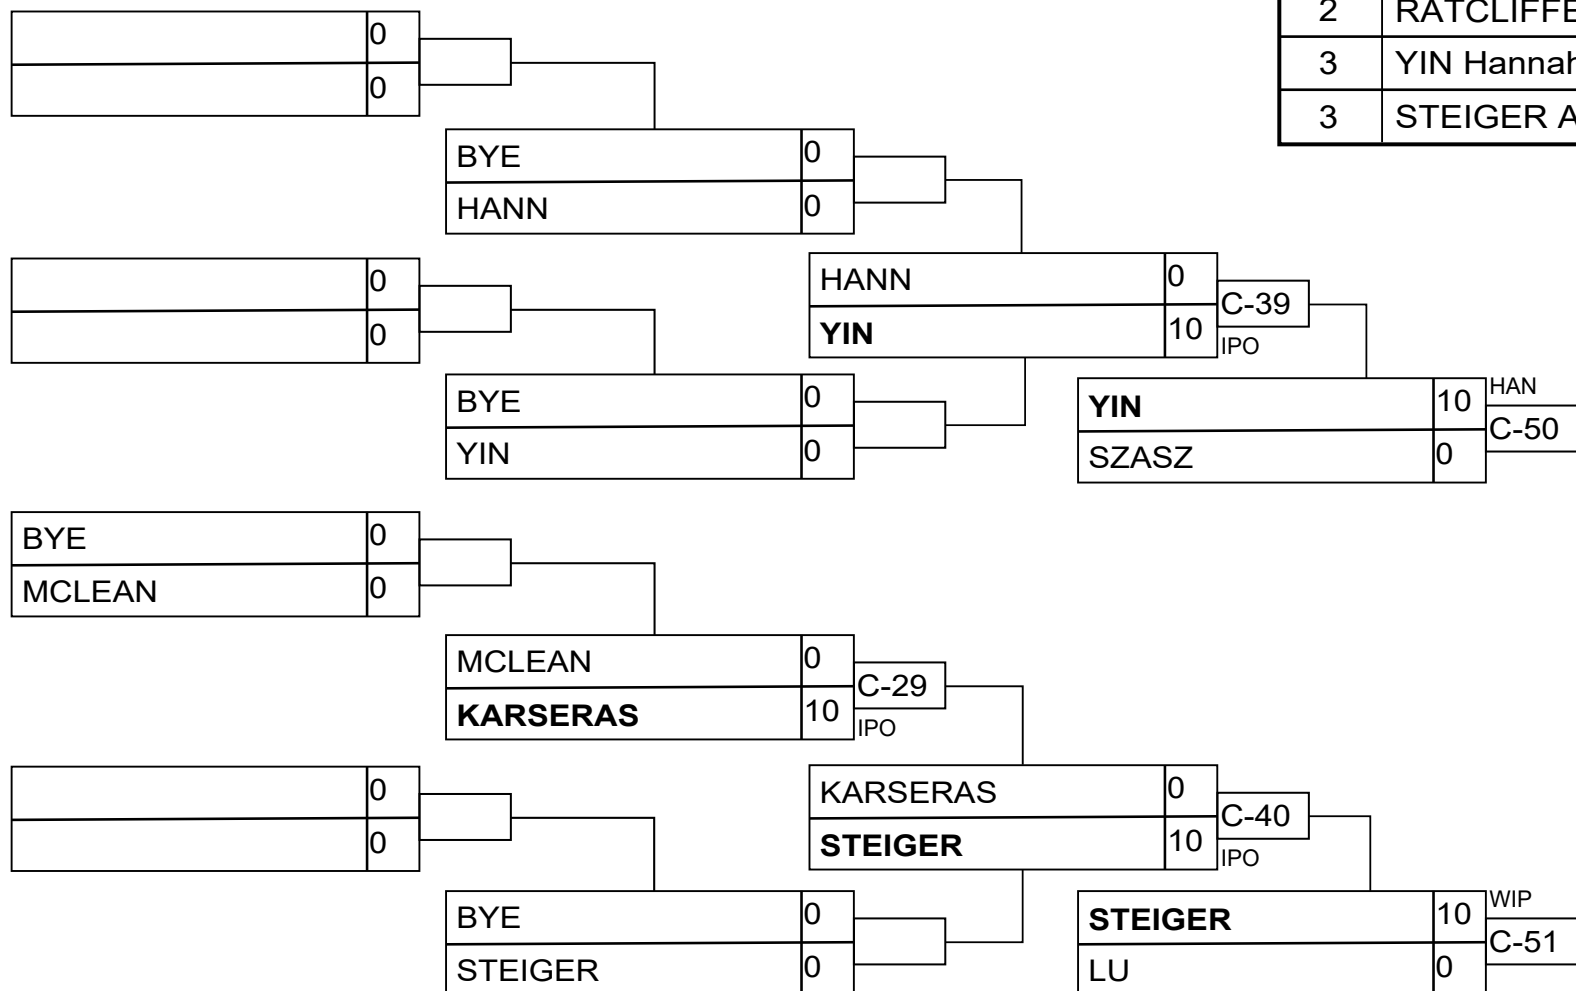 2 RATCLIFFE
3 YIN Hannah
3 STEIGER A
0
0
BYE 0
HANN 0
0
0
HANN 0
YIN 10
C-39
IPO
BYE 0
YIN 0
YIN 10
SZASZ 0
HAN
C-50
BYE 0
MCLEAN 0
MCLEAN 0
KARSERAS 10
C-29
IPO
0
0
KARSERAS 0
STEIGER 10
C-40
IPO
BYE 0
STEIGER 0
STEIGER 10
LU 0
WIP
C-51